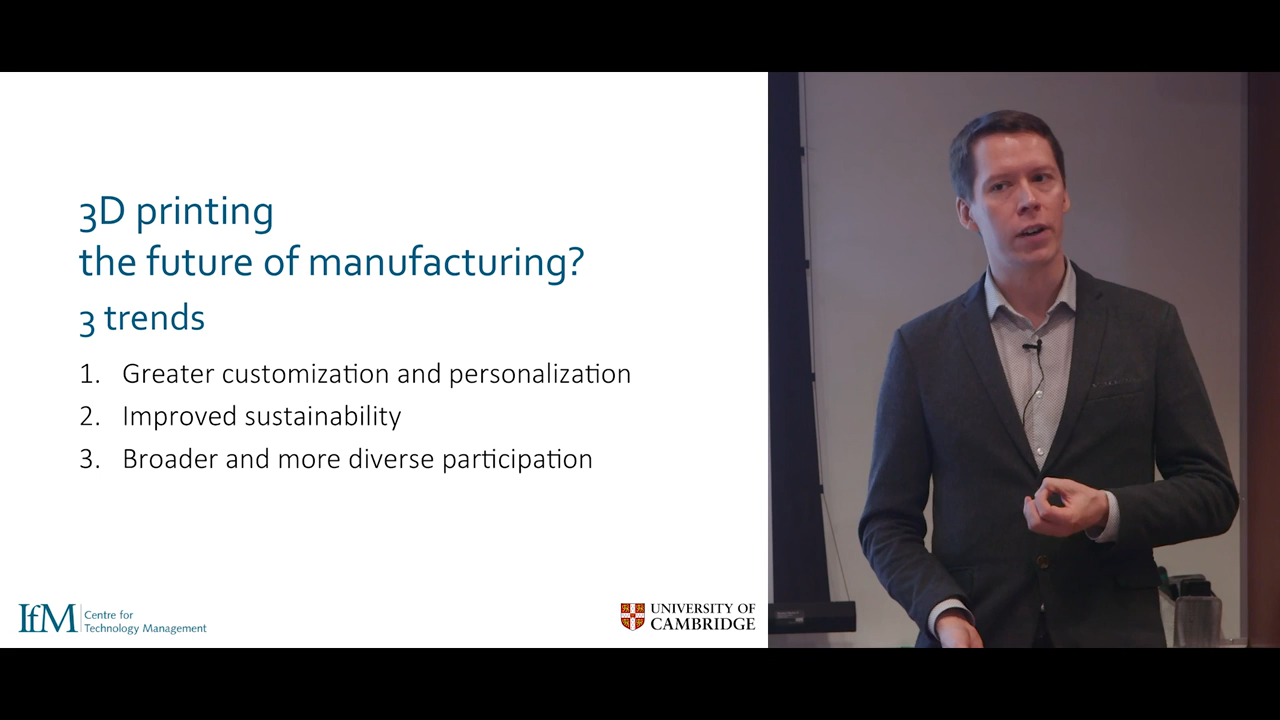 3D printing
the future of manufacturing?
3 trends
1. Greater customization and personalization
2. Improved sustainability
3. Broader and more diverse participation
IfM Centre for
Technology Management
UNIVERSITY OF
CAMBRIDGE